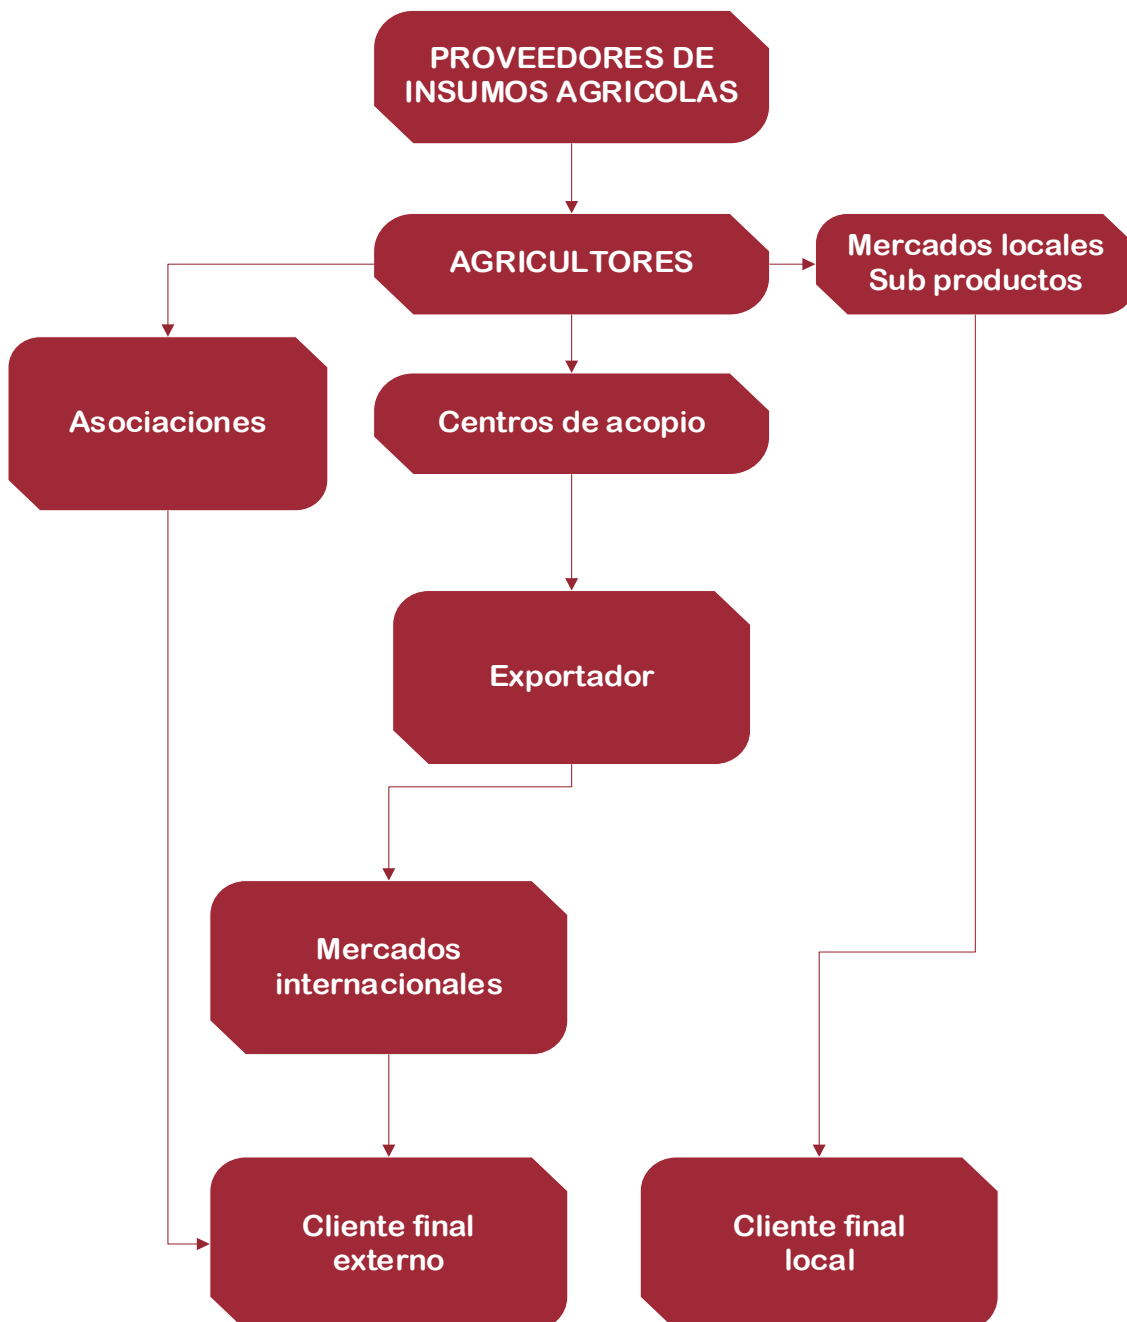 PROVEEDORES DE
INSUMOS AGRICOLAS
AGRICULTORES
Mercados locales
Sub productos
Asociaciones
Centros de acopio
Exportador
Mercados
internacionales
Cliente final
externo
Cliente final
local